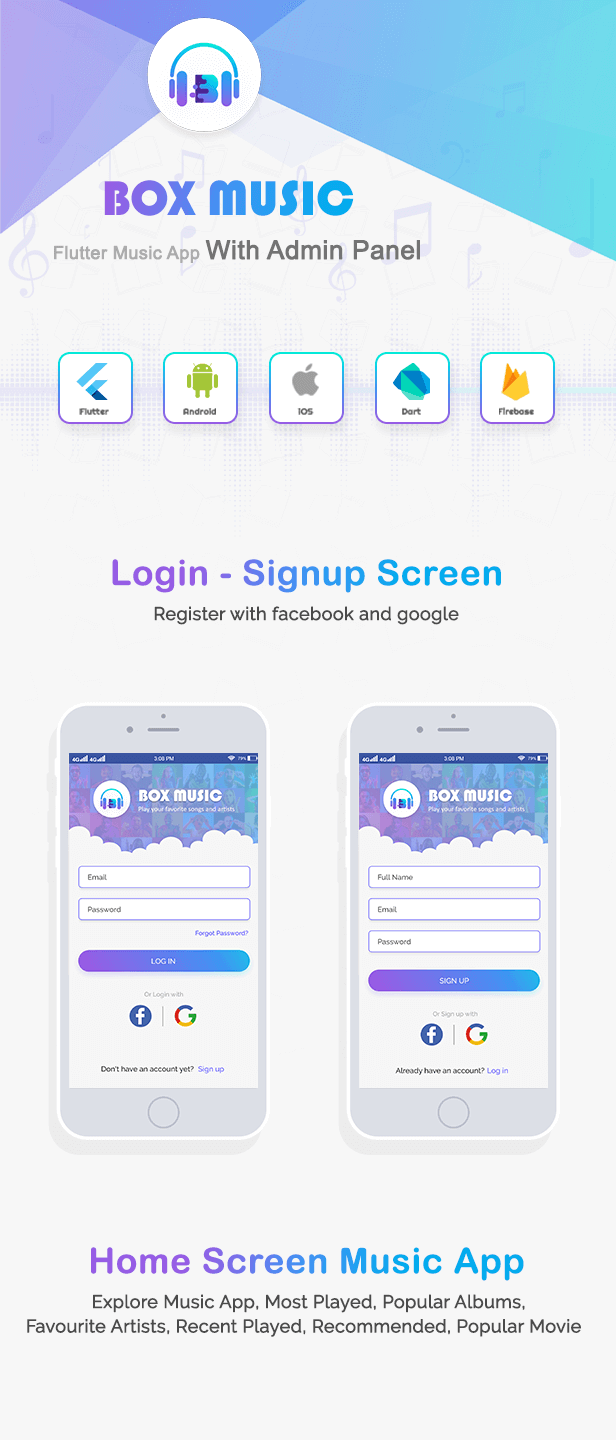 B
BOX MUSIC
Flutter Music App With Admin Panel
Flutter
Android
iOS
Dart
Firebase
Login - Signup Screen
Register with facebook and google
4G 4G 3:08 PM 79%
B
BOX MUSIC
Play your favorite songs and artists
Email
Password
Forgot Password?
LOG IN
Or Login with
Don't have an account yet? Sign up
4G 4G 3:08 PM 79%
B
BOX MUSIC
Play your favorite songs and artists
Full Name
Email
Password
SIGN UP
Or Sign up with
Already have an account? Log in
Home Screen Music App
Explore Music App, Most Played, Popular Albums,
Favourite Artists, Recent Played, Recommended, Popular Movie